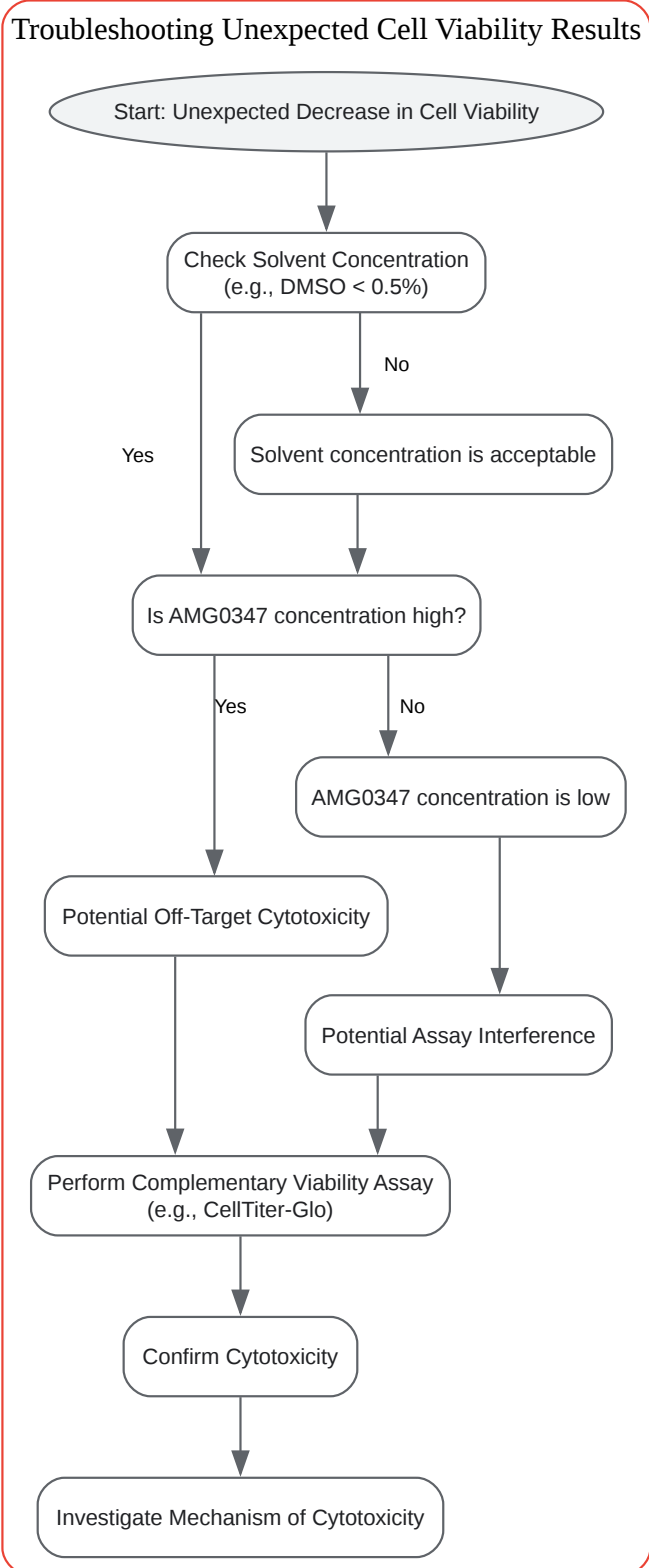 Troubleshooting Unexpected Cell Viability Results
Start: Unexpected Decrease in Cell Viability
Check Solvent Concentration
(e.g., DMSO < 0.5%)
No
Yes
Solvent concentration is acceptable
Is AMG0347 concentration high?
Yes
No
AMG0347 concentration is low
Potential Off-Target Cytotoxicity
Potential Assay Interference
Perform Complementary Viability Assay
(e.g., CellTiter-Glo)
Confirm Cytotoxicity
Investigate Mechanism of Cytotoxicity